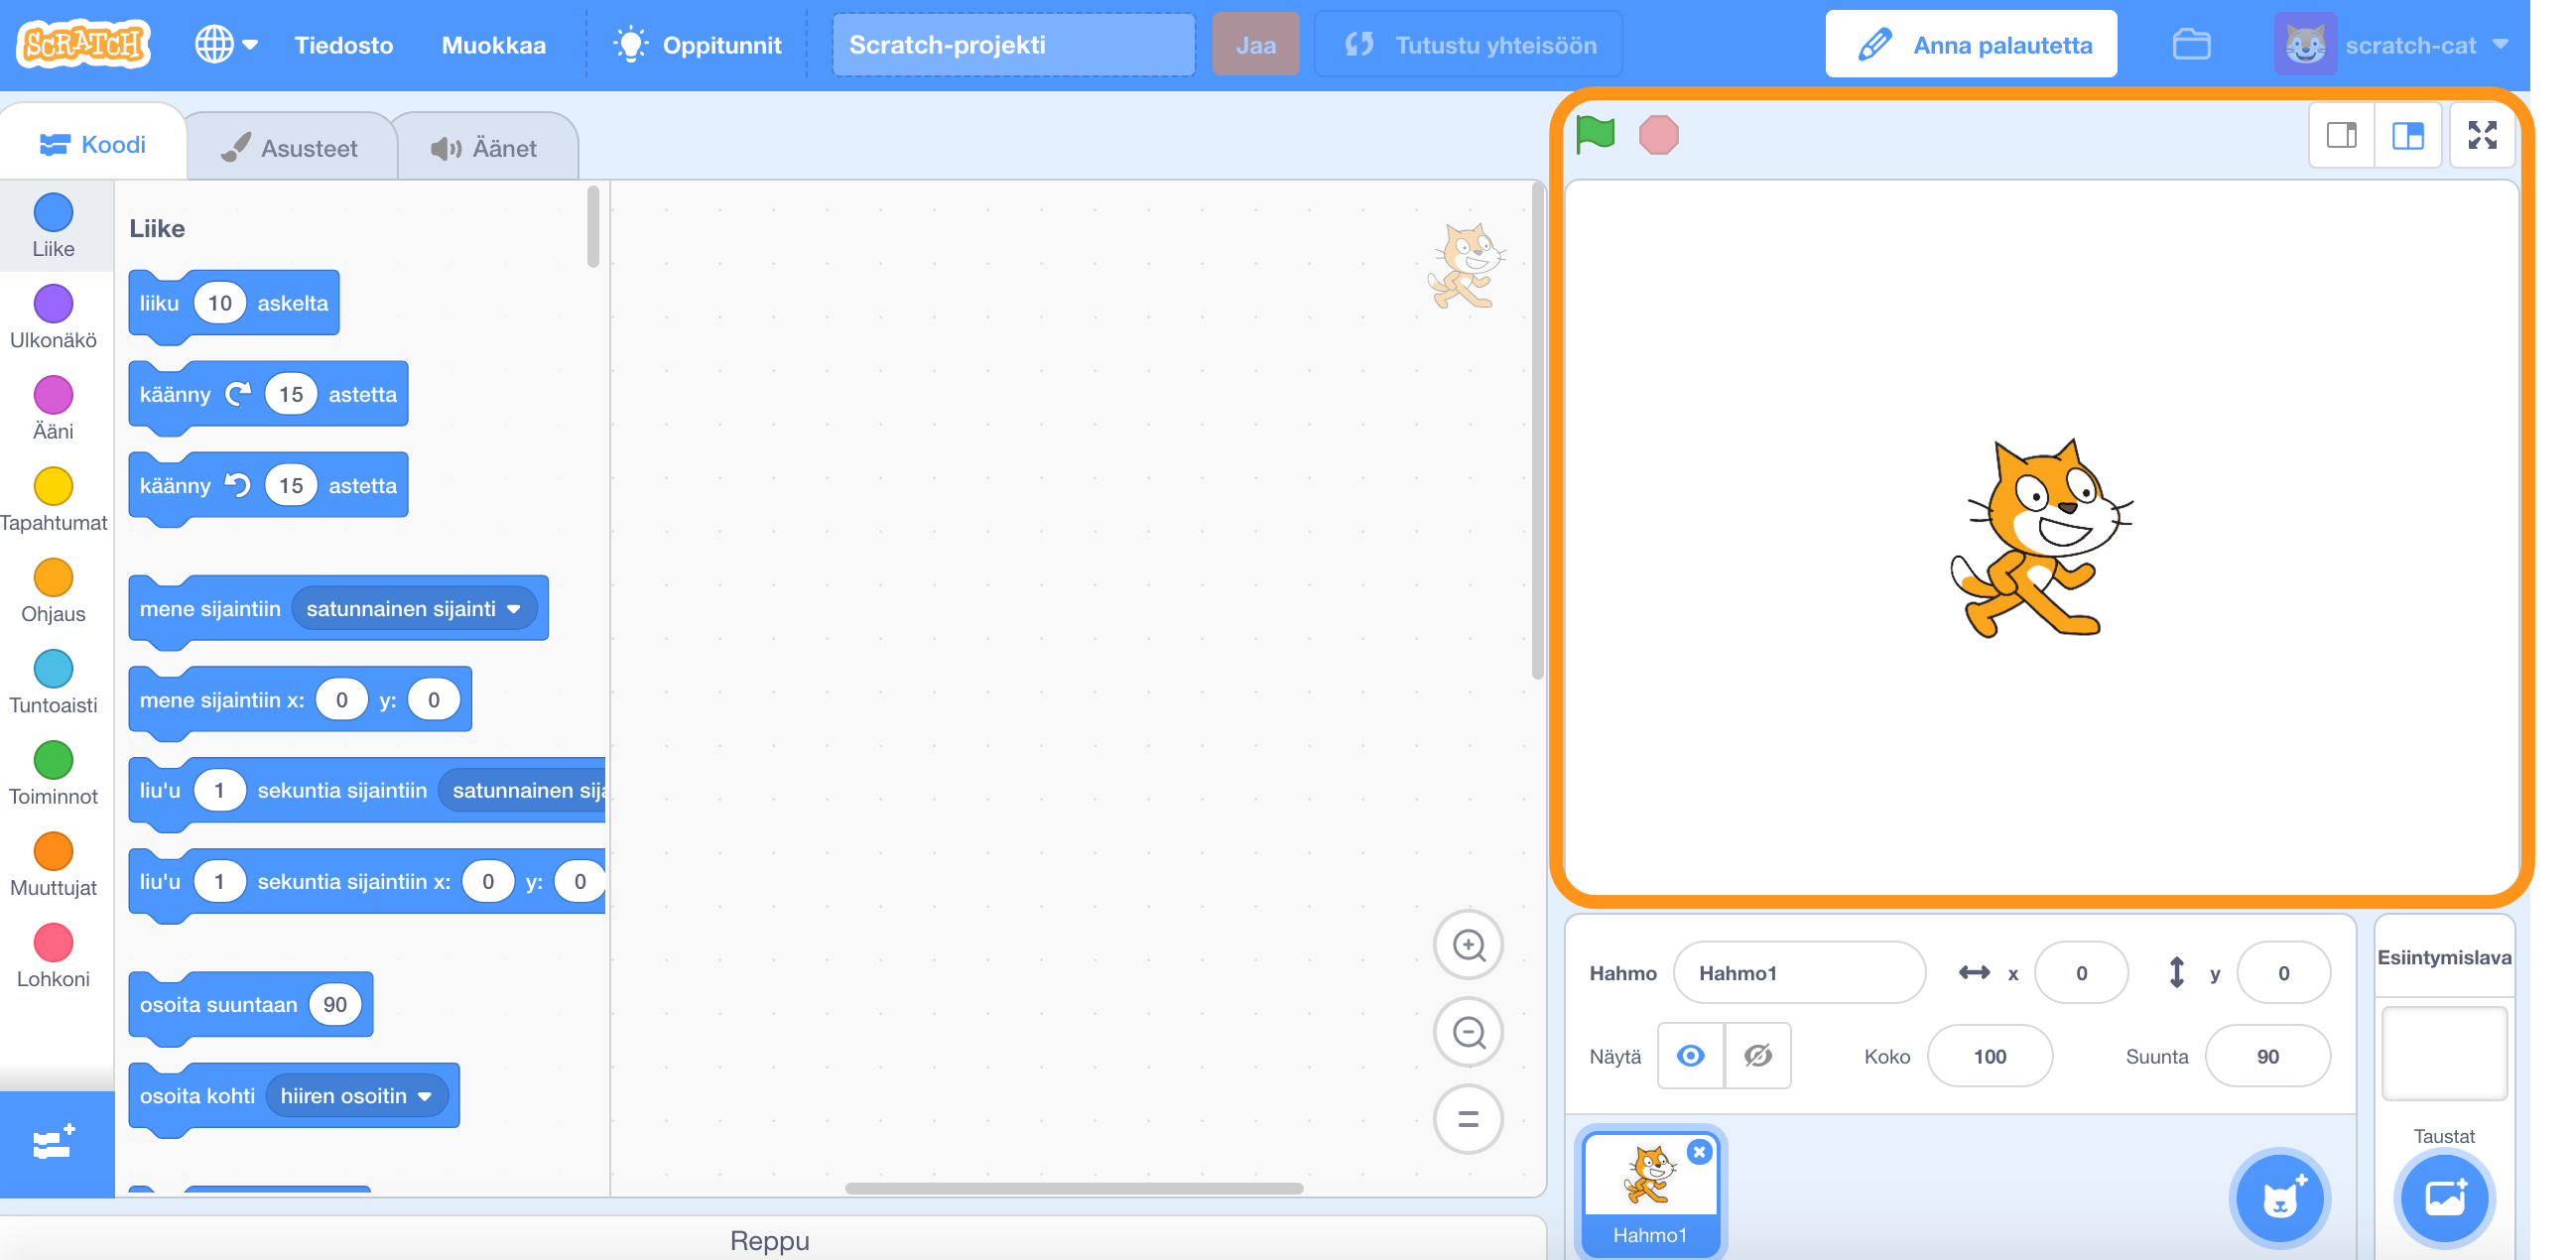 SCRATCH Tiedosto Muokkaa Oppitunnit Scratch-projekti Jaa Tutustu yhteisöön Anna palautetta scratch-cat
Koodi Asusteet Äänet
Liike
Ulkonäkö
Ääni
Tapahtumat
Ohjaus
Tuntoaisti
Toiminnot
Muuttujat
Lohkoni
Liike
liiku 10 askelta
käänny 15 astetta
käänny 15 astetta
mene sijaintiin satunnainen sijainti
mene sijaintiin x: 0 y: 0
liu'u 1 sekuntia sijaintiin satunnainen
liu'u 1 sekuntia sijaintiin x: 0 y: 0
osoita suuntaan 90
osoita kohti hiiren osoitin
Reppu
Hahmo Hahmo1 x 0 y 0
Näytä Koko 100 Suunta 90
Hahmo1
Esiintymislava
Taustat